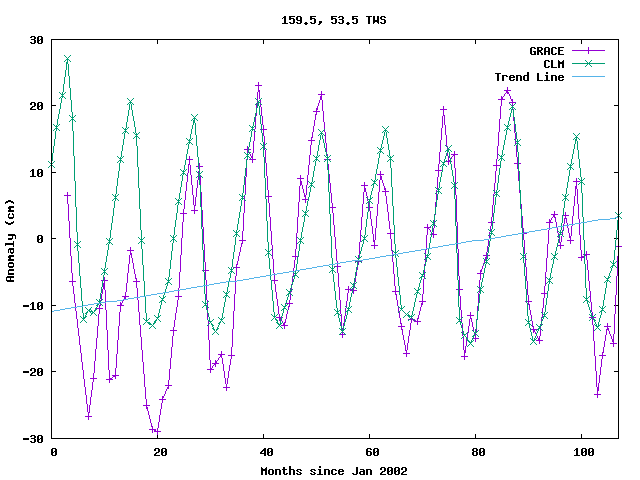 159.5, 53.5 TWS
GRACE
CLM
Trend Line
30
20
10
0
-10
-20
-30
Anomaly (cm)
0 20 40 60 80 100
Months since Jan 2002